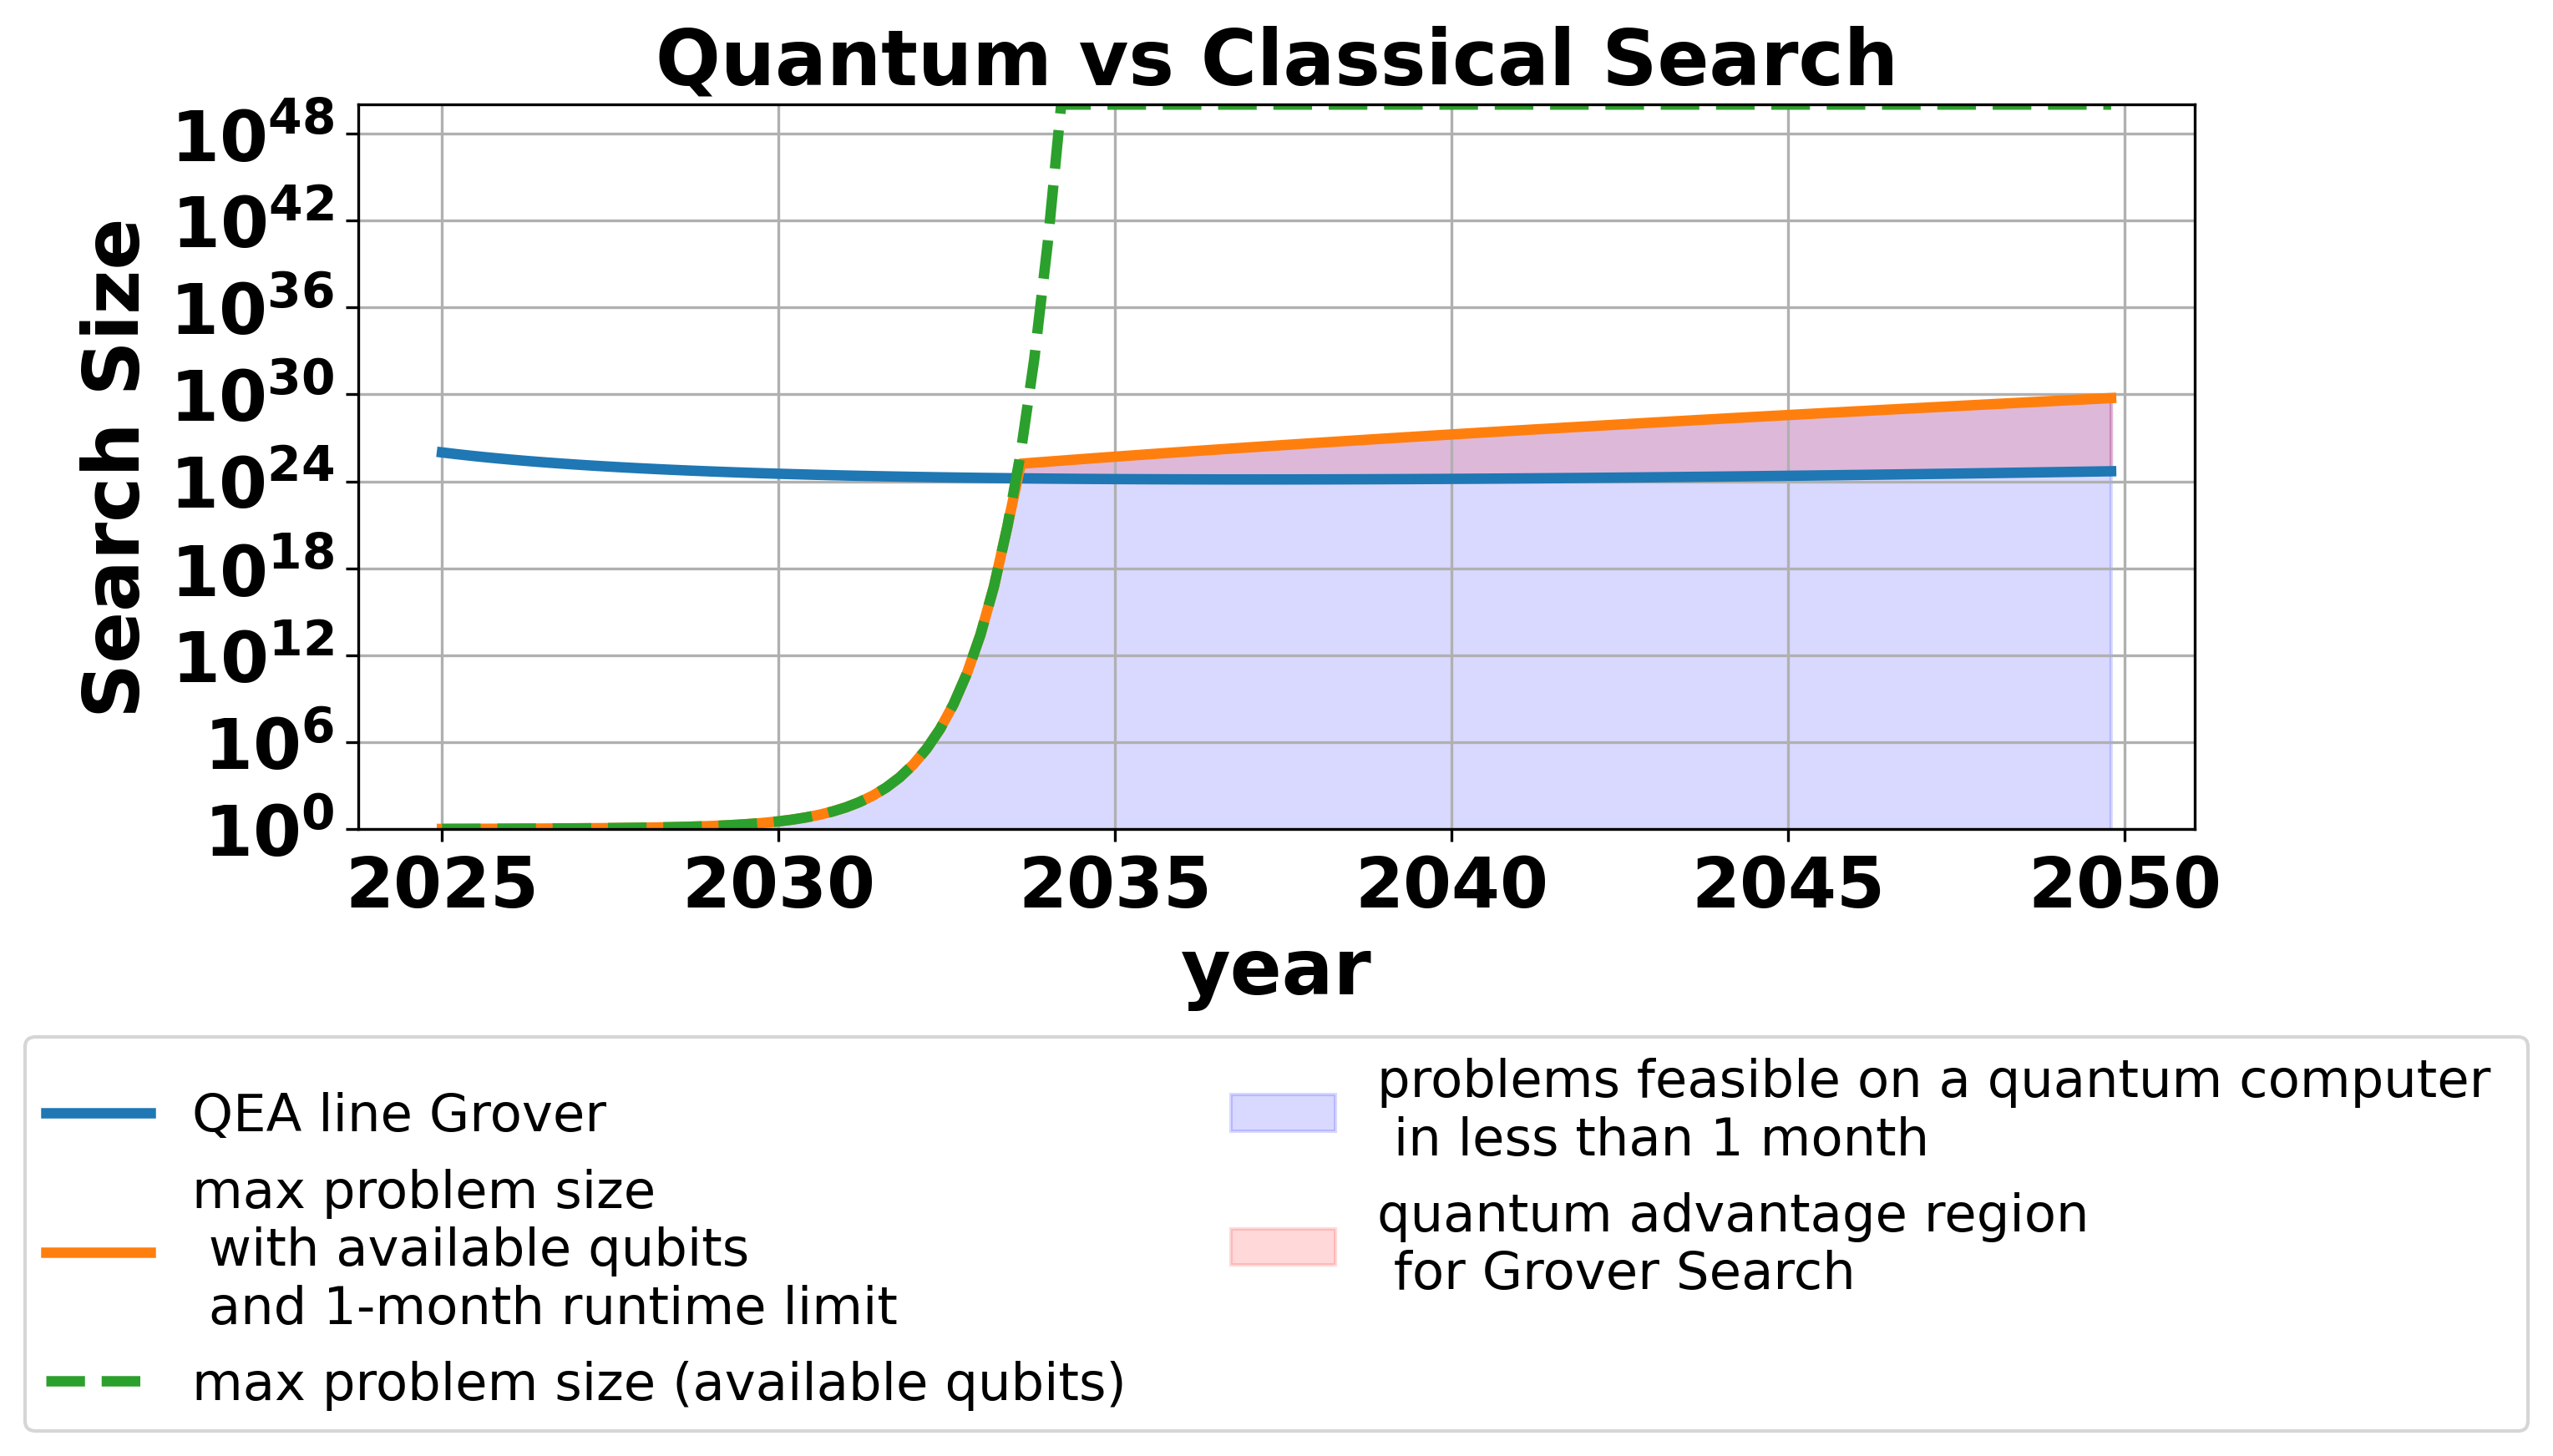 Quantum vs Classical Search
Search Size
10^48
10^42
10^36
10^30
10^24
10^18
10^12
10^6
10^0
2025 2030 2035 2040 2045 2050
year
QEA line Grover
max problem size
with available qubits
and 1-month runtime limit
max problem size (available qubits)
problems feasible on a quantum computer
in less than 1 month
quantum advantage region
for Grover Search